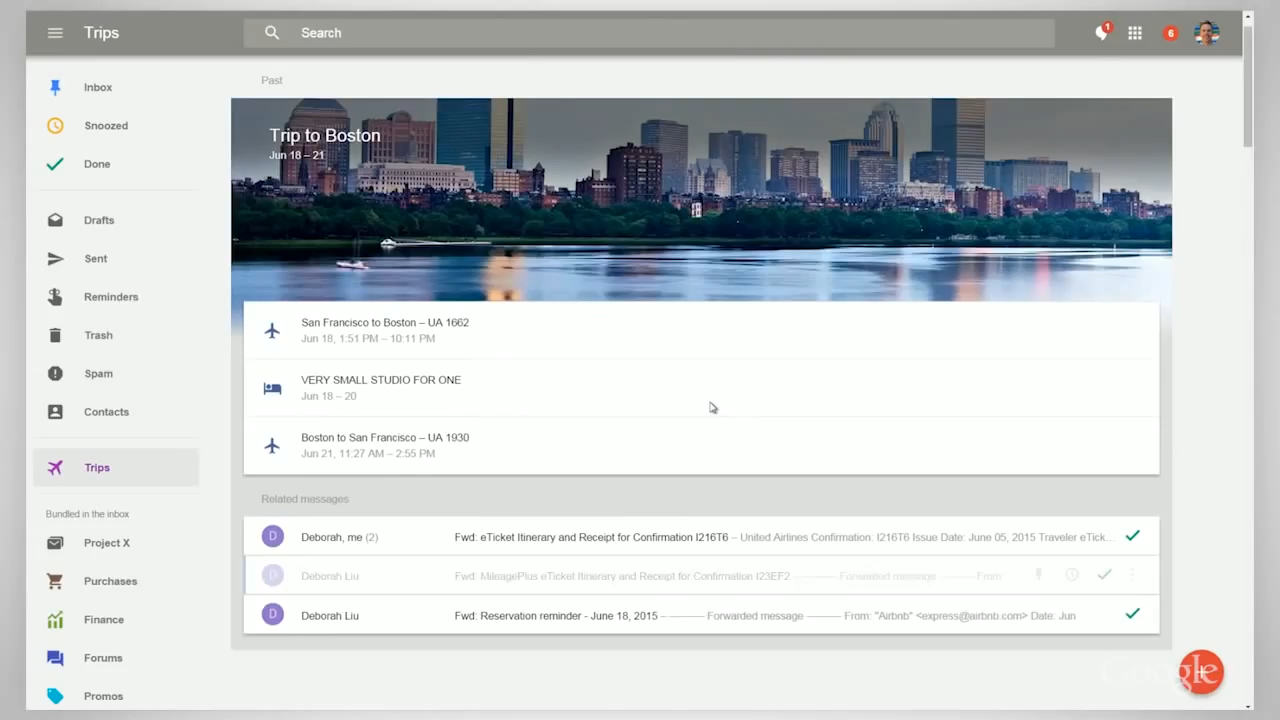 Trips
Search
1
6
Inbox
Snoozed
Done
Drafts
Sent
Reminders
Trash
Spam
Contacts
Trips
Bundled in the inbox
Project X
Purchases
Finance
Forums
Promos
Past
Trip to Boston
Jun 18 – 21
San Francisco to Boston – UA 1662
Jun 18, 1:51 PM – 10:11 PM
VERY SMALL STUDIO FOR ONE
Jun 18 – 20
Boston to San Francisco – UA 1930
Jun 21, 11:27 AM – 2:55 PM
Related messages
D Deborah, me (2) Fwd: eTicket Itinerary and Receipt for Confirmation I216T6 – United Airlines Confirmation: I216T6 Issue Date: June 05, 2015 Traveler eTick...
D Deborah Liu Fwd: MileagePlus eTicket Itinerary and Receipt for Confirmation I23EF2 ———— Forwarded message ———— From:
D Deborah Liu Fwd: Reservation reminder - June 18, 2015 – ———— Forwarded message ———— From: "Airbnb" <express@airbnb.com> Date: Jun
Google